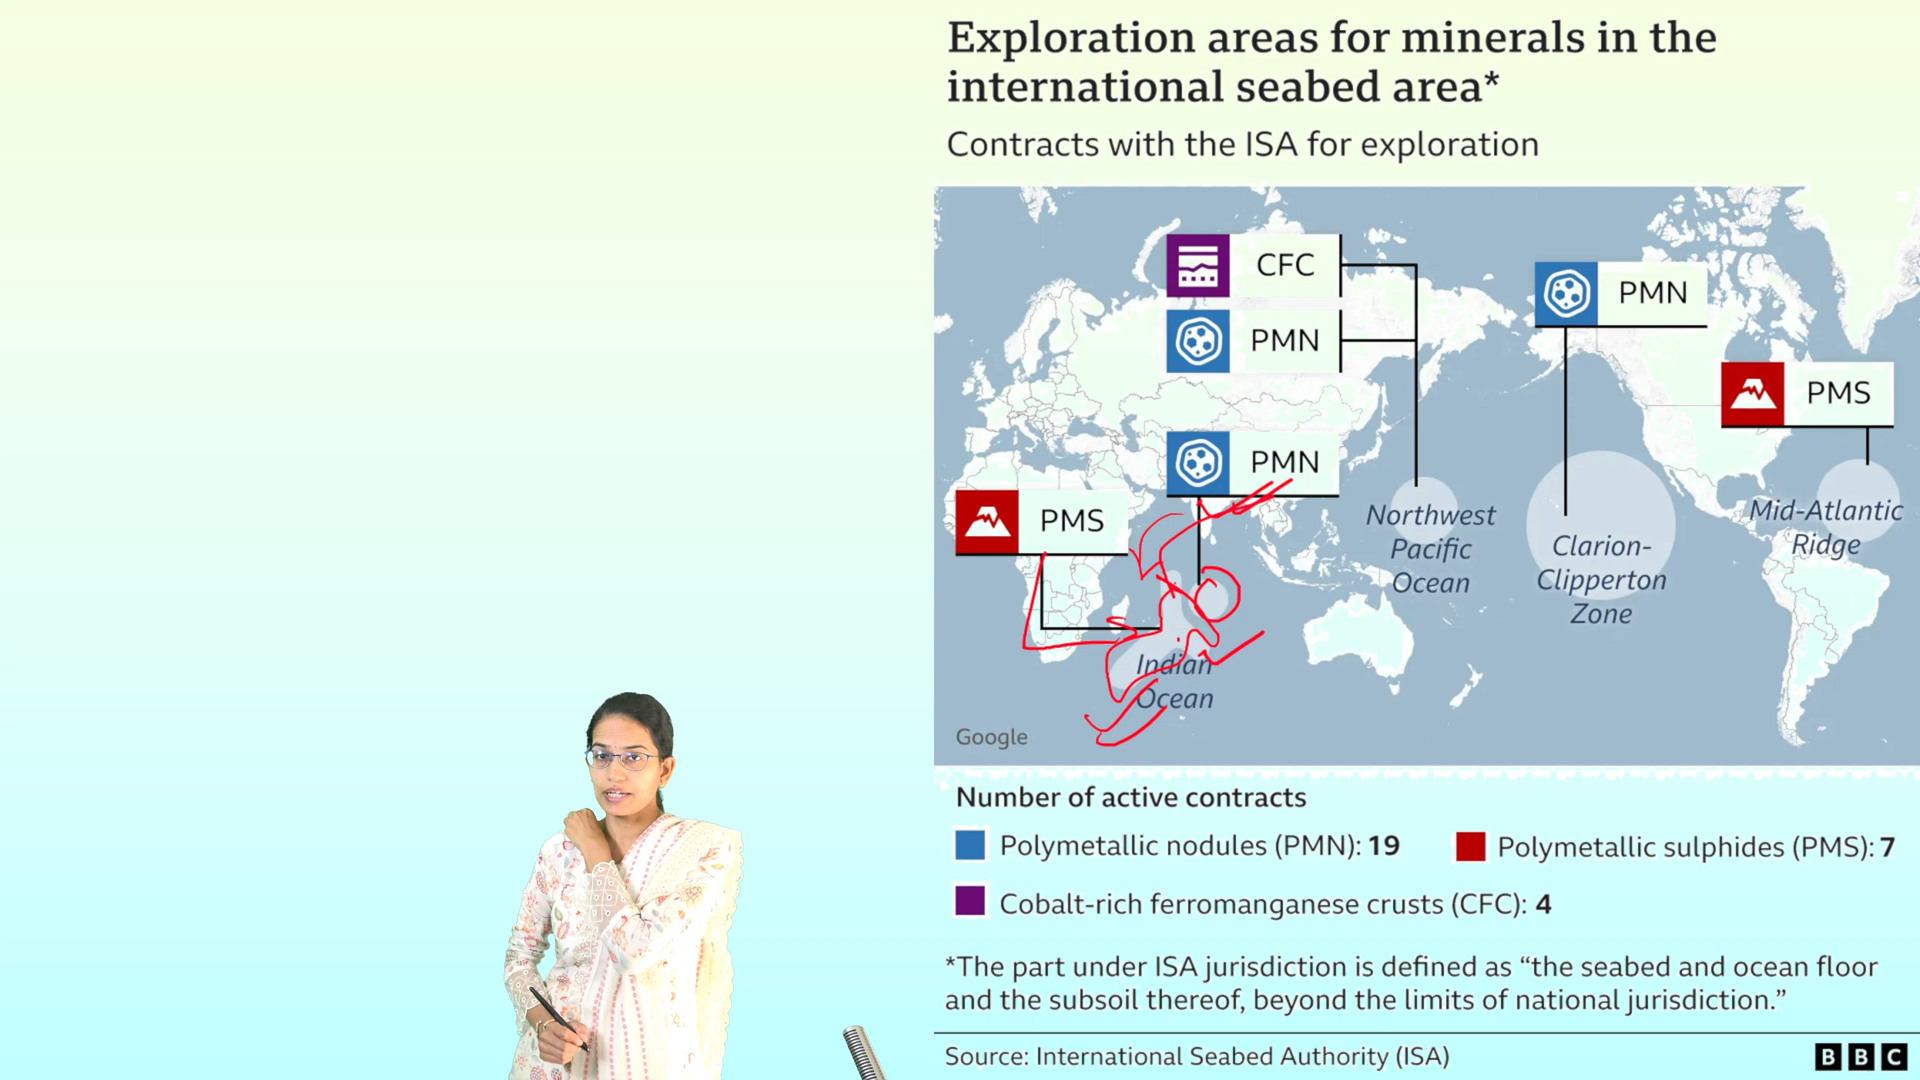 Exploration areas for minerals in the
international seabed area*
Contracts with the ISA for exploration
CFC
PMN
PMN
PMS
PMN
PMS
Northwest
Pacific
Ocean
Clarion-
Clipperton
Zone
Mid-Atlantic
Ridge
Indian
Ocean
Google
Number of active contracts
Polymetallic nodules (PMN): 19
Polymetallic sulphides (PMS): 7
Cobalt-rich ferromanganese crusts (CFC): 4
*The part under ISA jurisdiction is defined as “the seabed and ocean floor
and the subsoil thereof, beyond the limits of national jurisdiction.”
Source: International Seabed Authority (ISA)
BBC